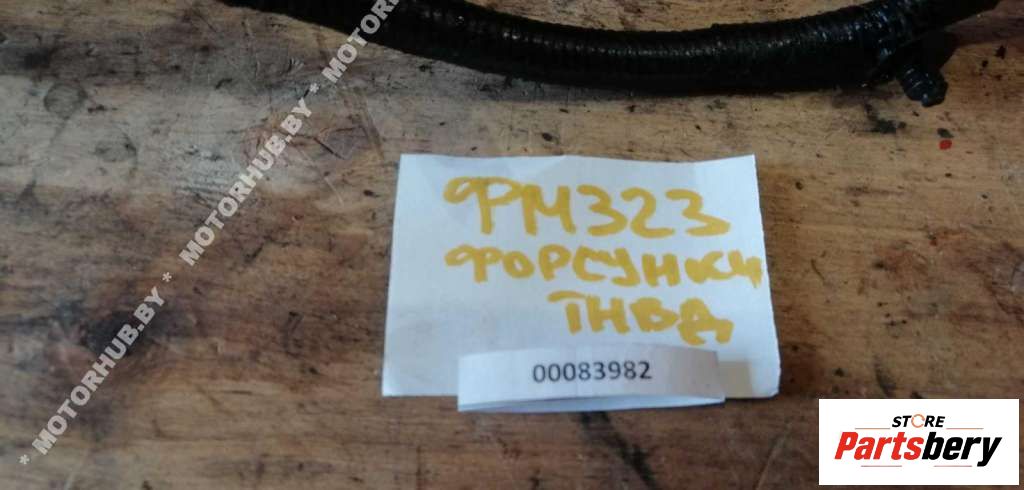 * MOTORHUB.BY * MOTORHUB.BY * MOTOR
ФМ323
ФОРСУНКИ
ТНВД
00083982
STORE
Partsbery